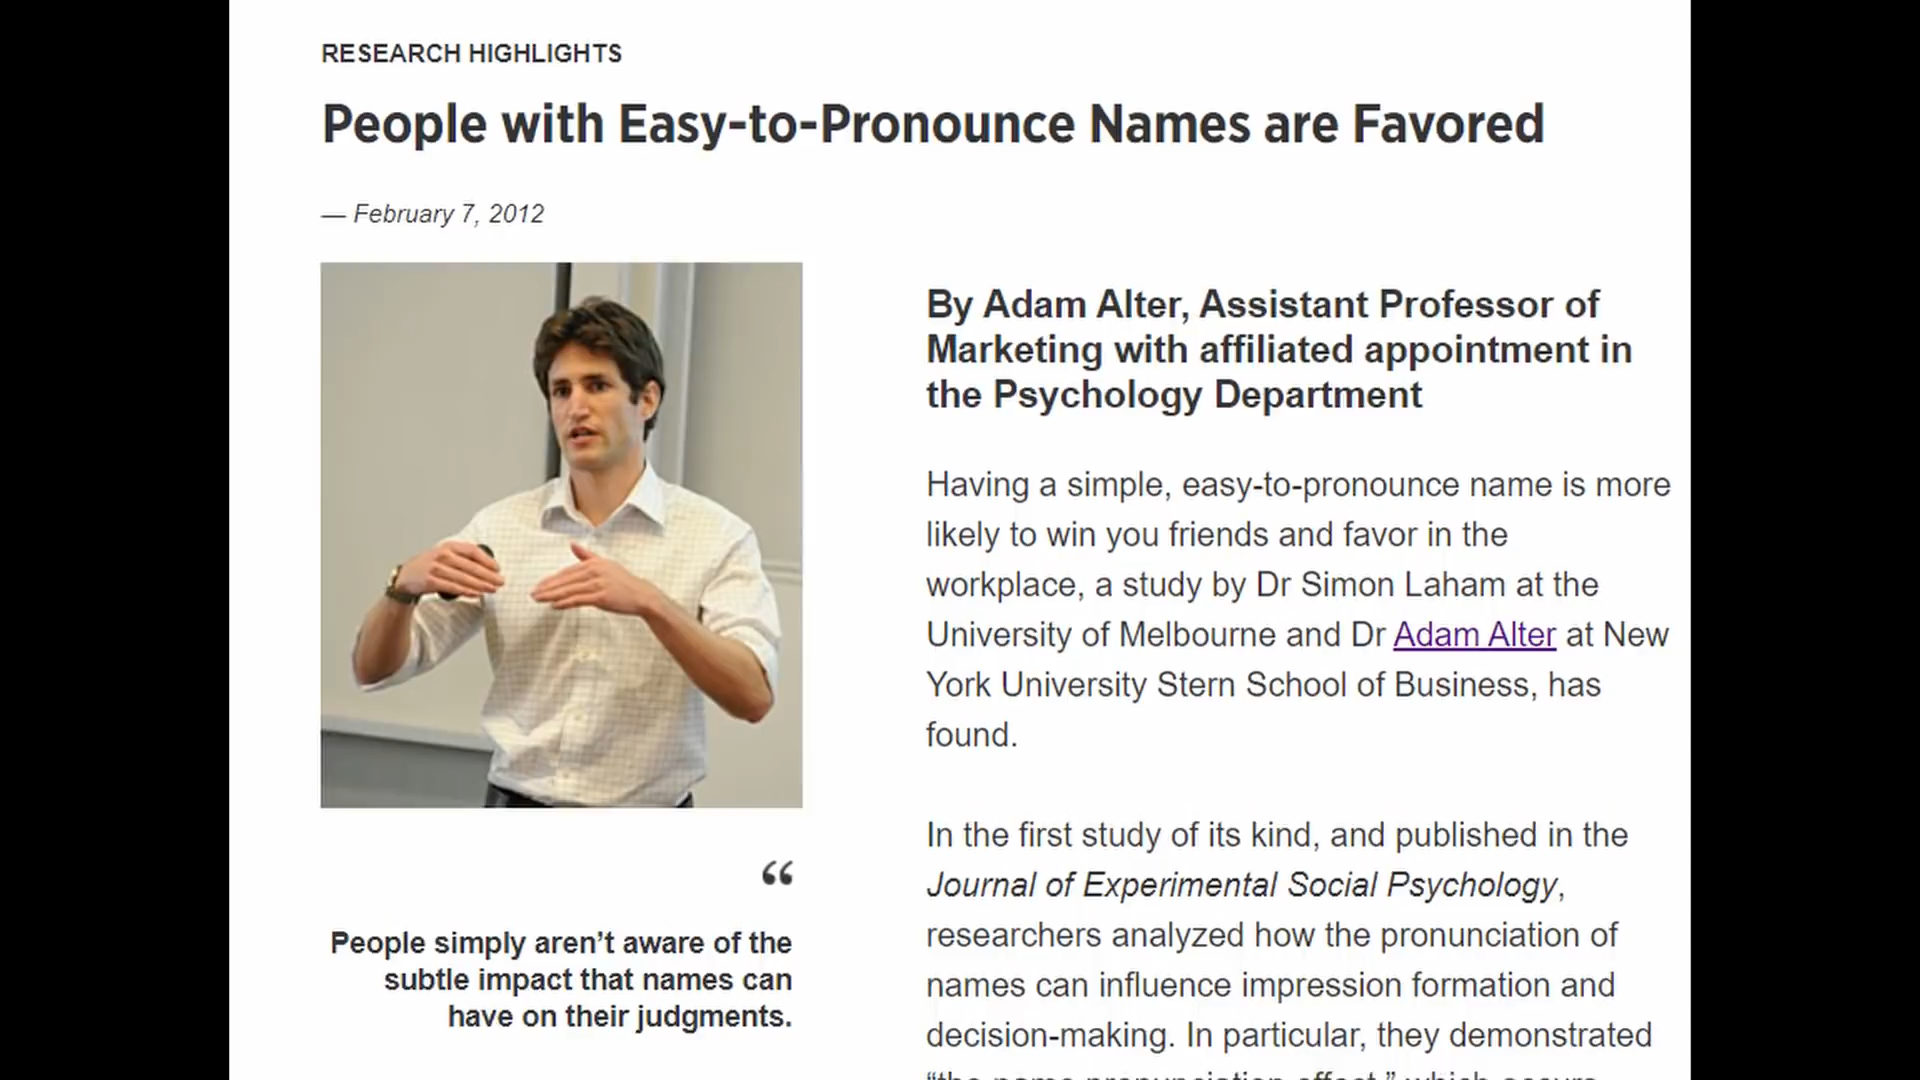 RESEARCH HIGHLIGHTS
People with Easy-to-Pronounce Names are Favored
— February 7, 2012
“
People simply aren’t aware of the
subtle impact that names can
have on their judgments.
By Adam Alter, Assistant Professor of
Marketing with affiliated appointment in
the Psychology Department
Having a simple, easy-to-pronounce name is more
likely to win you friends and favor in the
workplace, a study by Dr Simon Laham at the
University of Melbourne and Dr Adam Alter at New
York University Stern School of Business, has
found.
In the first study of its kind, and published in the
Journal of Experimental Social Psychology,
researchers analyzed how the pronunciation of
names can influence impression formation and
decision-making. In particular, they demonstrated
“the name pronunciation effect,” which occurs